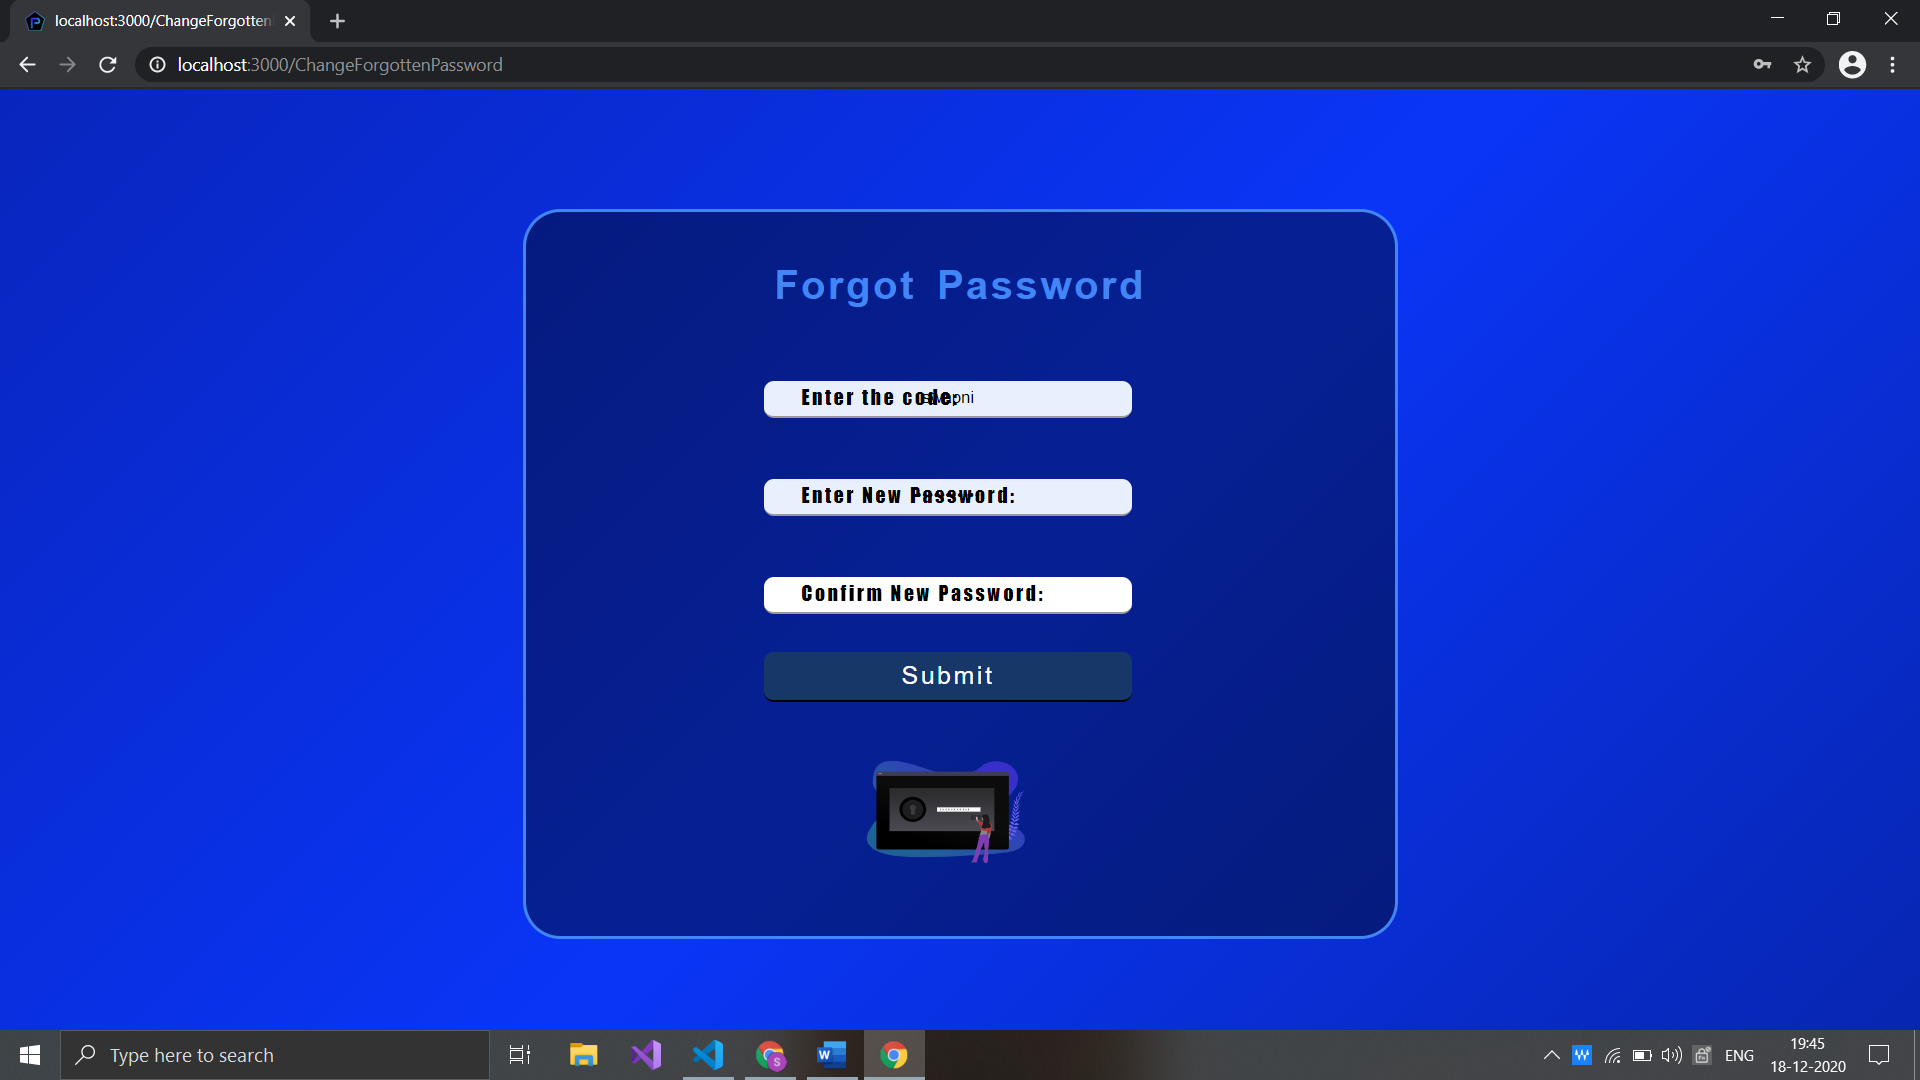 localhost:3000/ChangeForgotten
localhost:3000/ChangeForgottenPassword
Forgot Password
Enter the code:
Enter New Password:
Confirm New Password:
Submit
Type here to search
ENG
19:45
18-12-2020